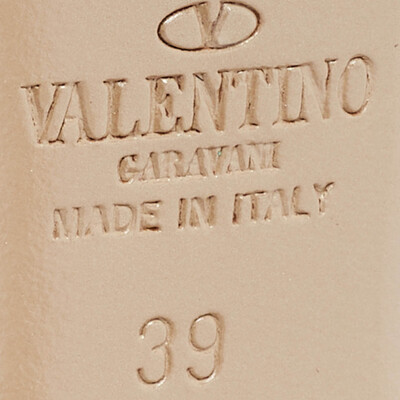 V
VALENTINO
GARAVANI
MADE IN ITALY
39